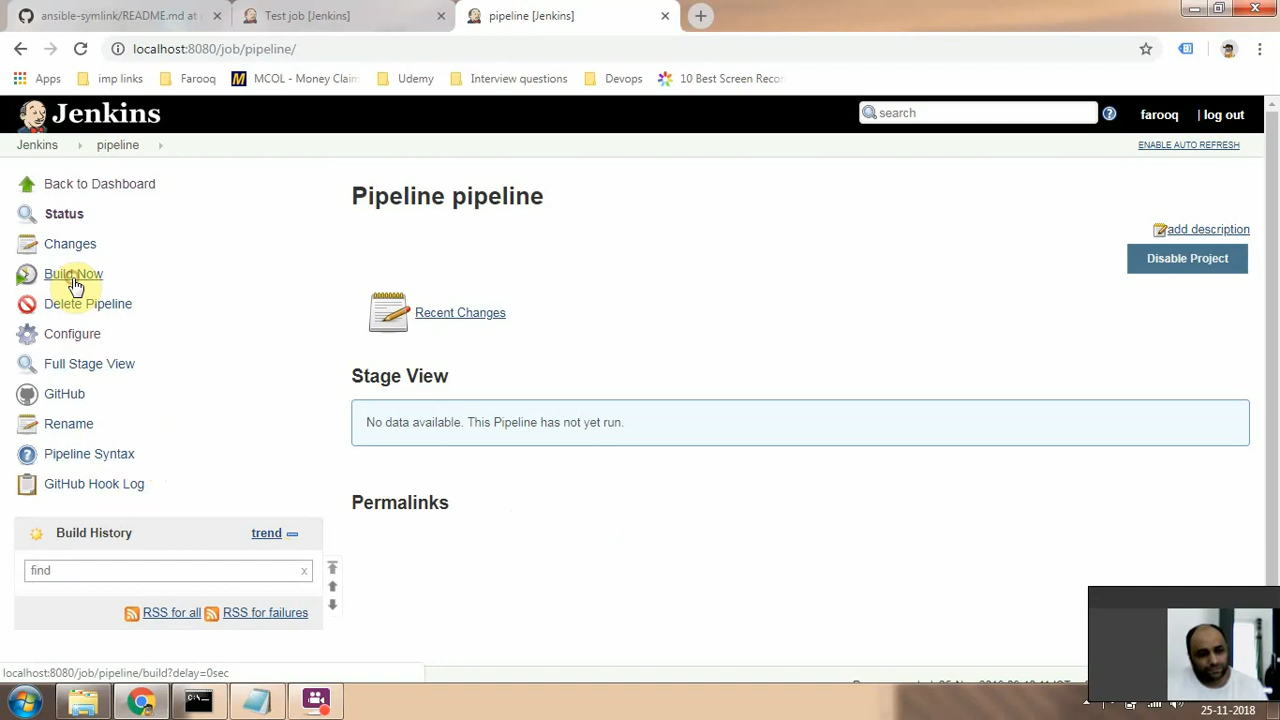 ansible-symlink/README.md at
Test job [Jenkins]
pipeline [Jenkins]
localhost:8080/job/pipeline/
Apps
imp links
Farooq
MCOL - Money Claim
Udemy
Interview questions
Devops
10 Best Screen Recor
Jenkins
search
farooq
| log out
Jenkins
pipeline
ENABLE AUTO REFRESH
Back to Dashboard
Status
Changes
Build Now
Delete Pipeline
Configure
Full Stage View
GitHub
Rename
Pipeline Syntax
GitHub Hook Log
Build History
trend
find
x
RSS for all
RSS for failures
Pipeline pipeline
add description
Disable Project
Recent Changes
Stage View
No data available. This Pipeline has not yet run.
Permalinks
localhost:8080/job/pipeline/build?delay=0sec
25-11-2018